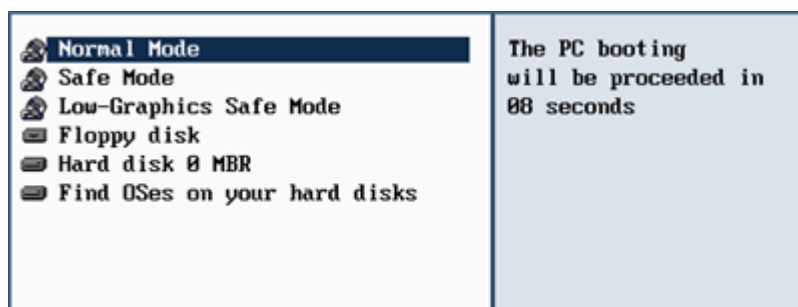 Normal Mode
Safe Mode
Low-Graphics Safe Mode
Floppy disk
Hard disk 0 MBR
Find OSes on your hard disks
The PC booting
will be proceeded in
08 seconds